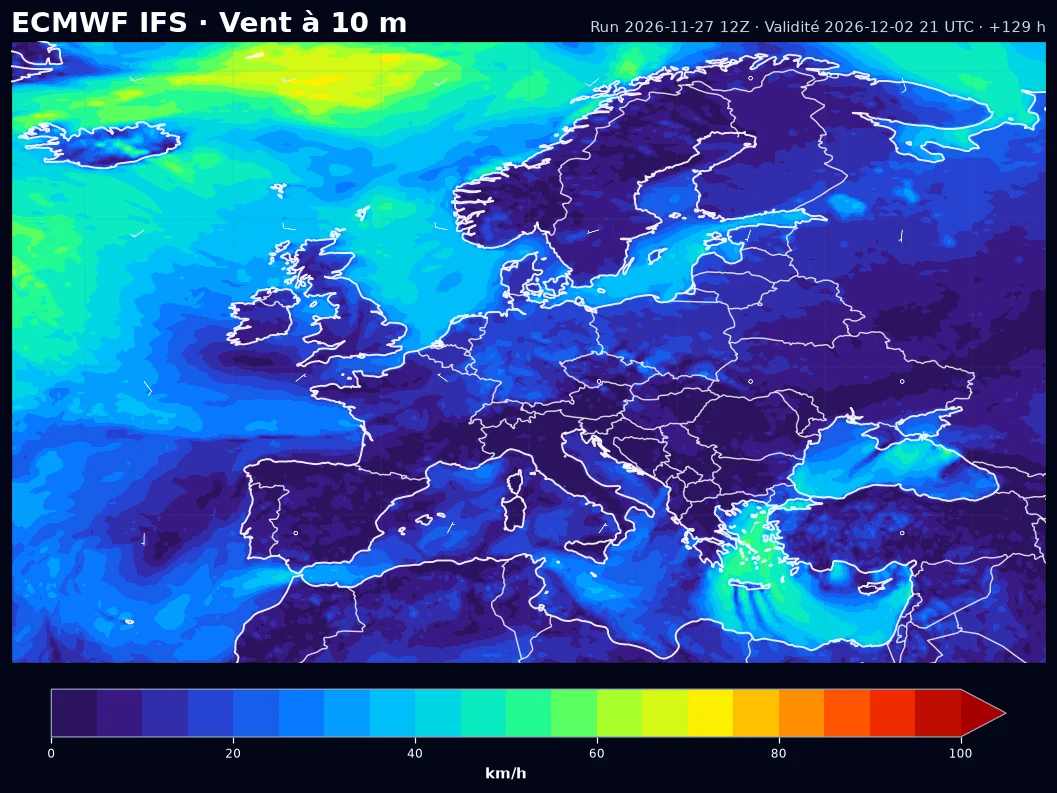 ECMWF IFS · Vent à 10 m
Run 2026-11-27 12Z · Validité 2026-12-02 21 UTC · +129 h
0 20 40 60 80 100
km/h